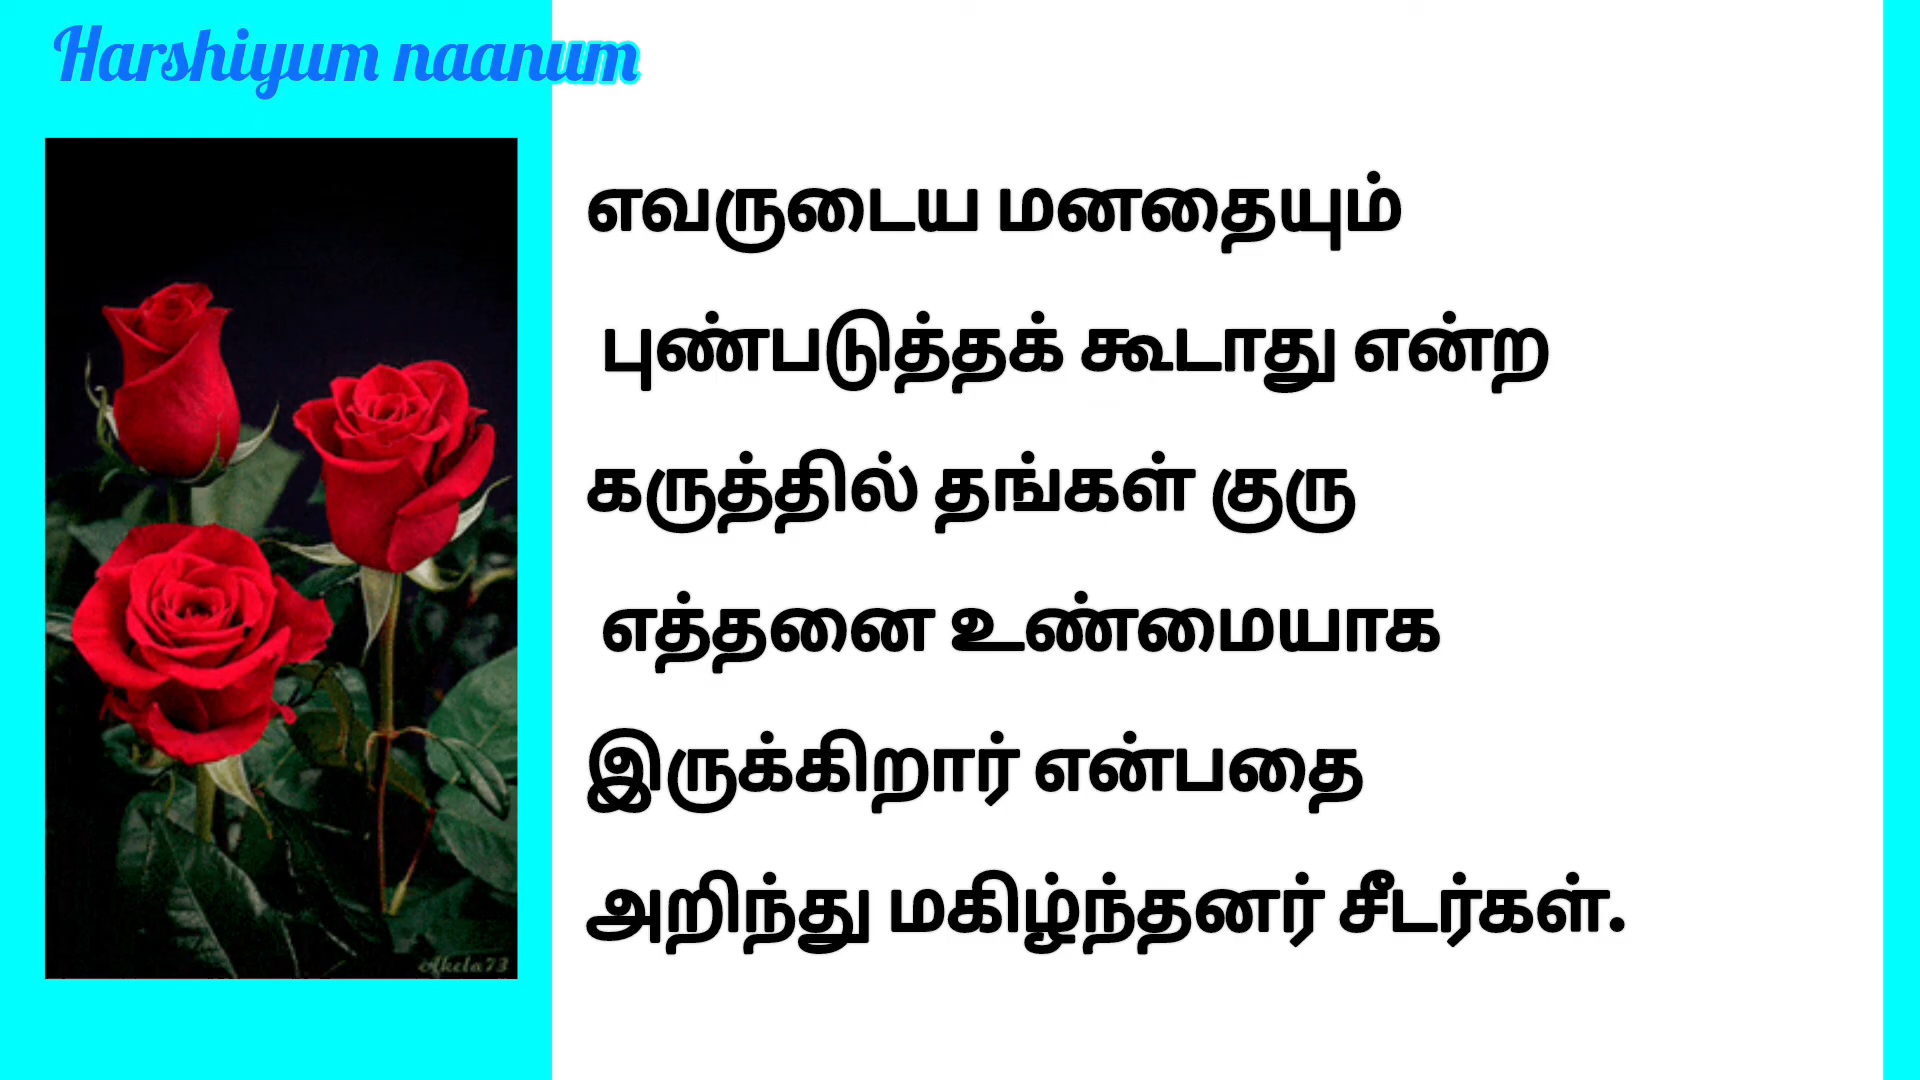 Harshiyum naanum
எவருடைய மனதையும்
புண்படுத்தக் கூடாது என்ற
கருத்தில் தங்கள் குரு
எத்தனை உண்மையாக
இருக்கிறார் என்பதை
அறிந்து மகிழ்ந்தனர் சீடர்கள்.